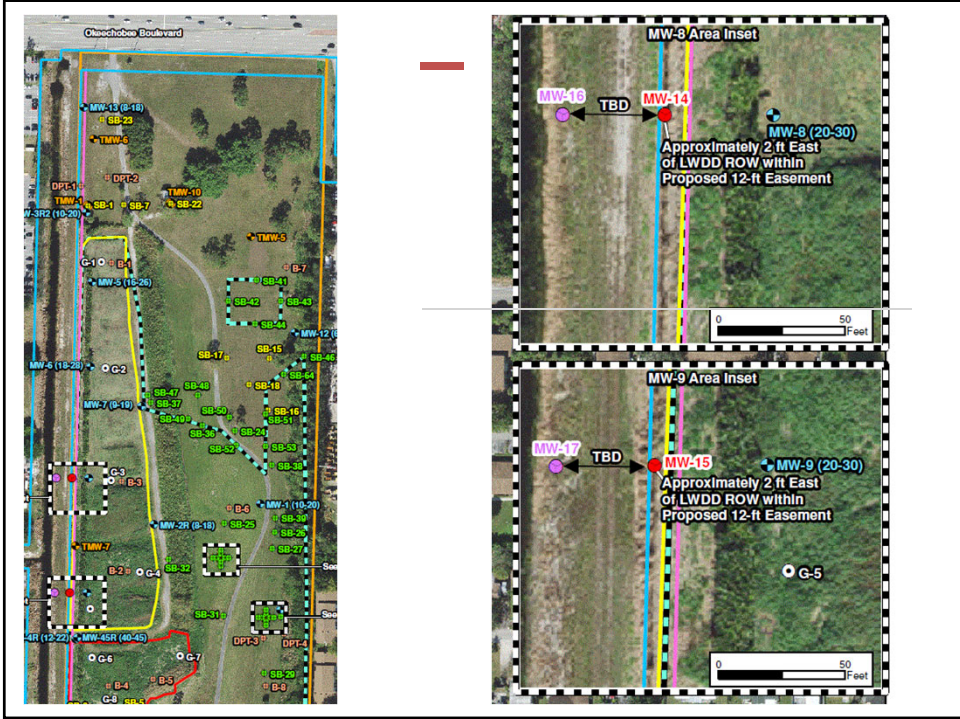 Okeechobee Boulevard
MW-13 (8-18)
SB-23
TMW-6
DPT-2
DPT-1
TMW-1
SB-1
SB-7
TMW-10
SB-22
W-3R2 (10-20)
TMW-5
G-1
B-1
B-7
MW-5 (16-26)
SB-41
SB-42
SB-43
SB-44
MW-12 (6
SB-17
SB-15
SB-46
MW-6 (18-28)
G-2
SB-64
SB-18
SB-48
SB-47
SB-37
MW-7 (9-19)
SB-16
SB-51
SB-49
SB-50
SB-36
SB-24
SB-52
SB-53
SB-38
G-3
B-3
MW-1 (10-20)
B-6
SB-39
SB-25
MW-2R (8-18)
SB-26
TMW-7
SB-27
SB-32
See
B-2
G-4
SB-31
See
-4R (12-22)
MW-45R (40-45)
DPT-3
DPT-4
G-6
G-7
SB-29
B-4
B-5
B-8
G-8
SB-5
MW-8 Area Inset
MW-16
TBD
MW-14
MW-8 (20-30)
Approximately 2 ft East
of LWDD ROW within
Proposed 12-ft Easement
0 50
Feet
MW-9 Area Inset
MW-17
TBD
MW-15
MW-9 (20-30)
Approximately 2 ft East
of LWDD ROW within
Proposed 12-ft Easement
G-5
0 50
Feet